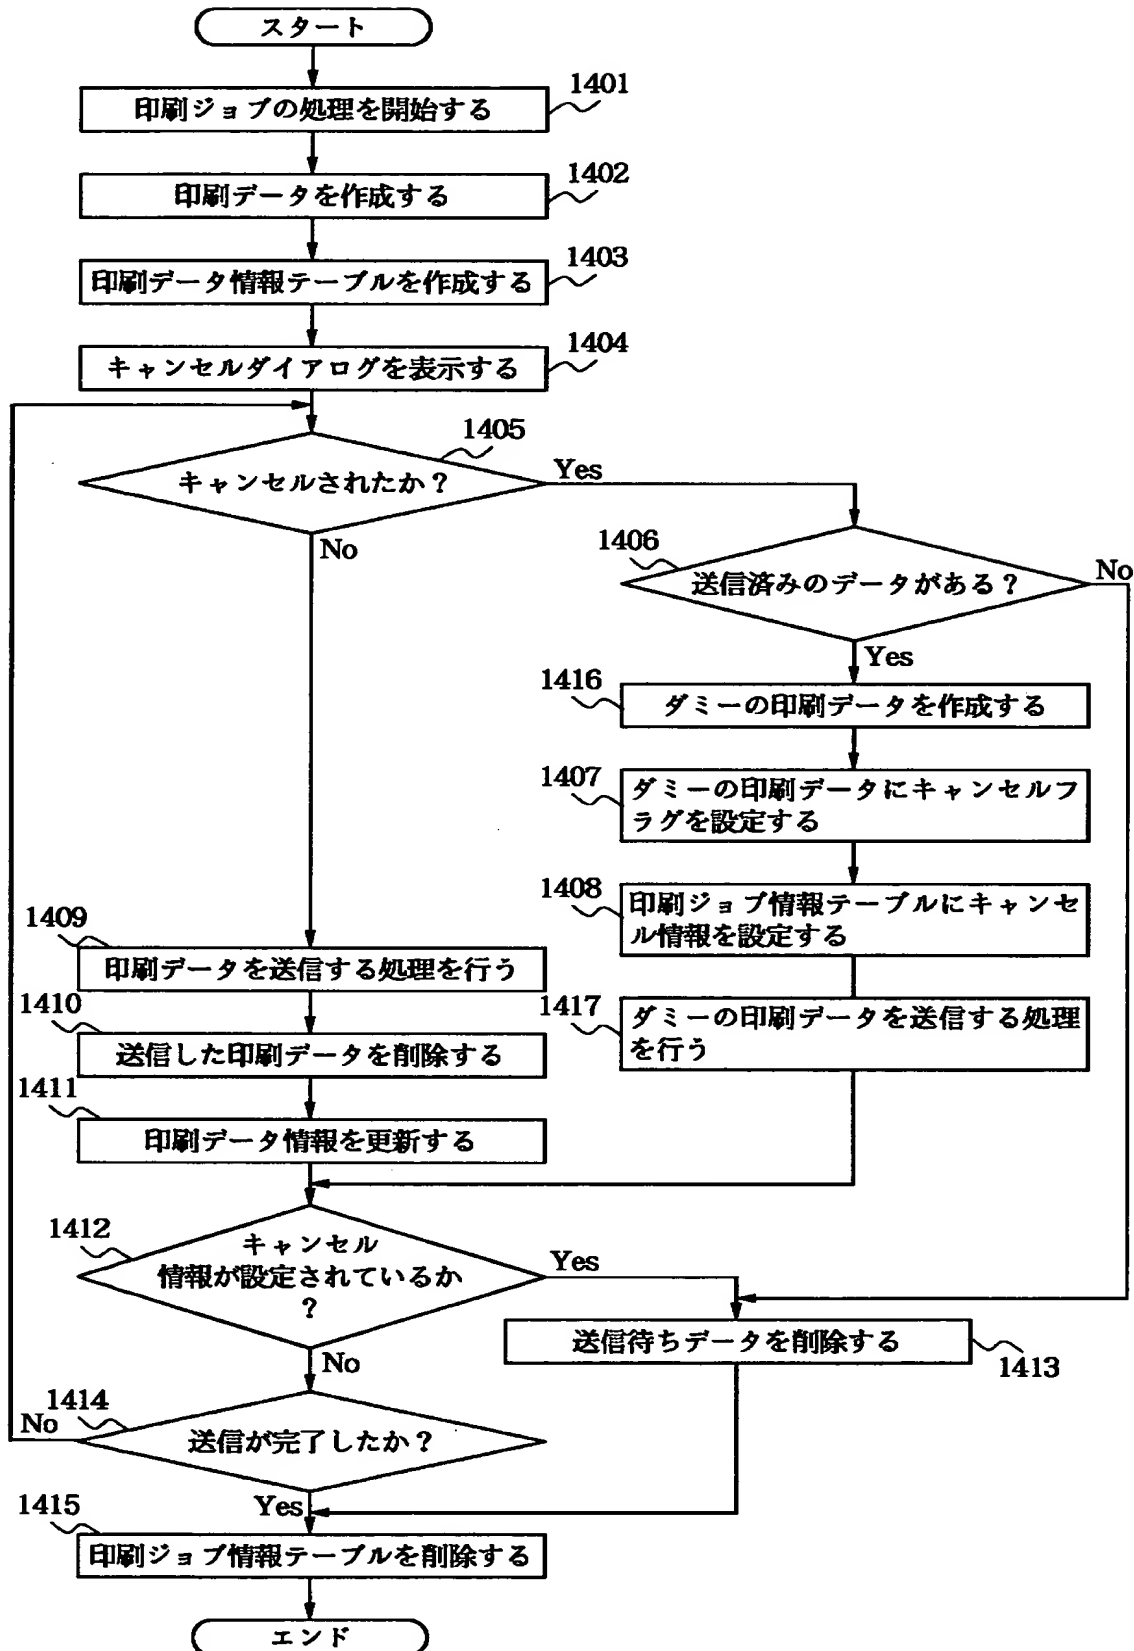 スタート
1401
印刷ジョブの処理を開始する
1402
印刷データを作成する
1403
印刷データ情報テーブルを作成する
1404
キャンセルダイアログを表示する
1405
キャンセルされたか？
Yes
No
1406
送信済みのデータがある？
No
Yes
1416
ダミーの印刷データを作成する
1407
ダミーの印刷データにキャンセルフ
ラグを設定する
1408
印刷ジョブ情報テーブルにキャンセ
ル情報を設定する
1417
ダミーの印刷データを送信する処理
を行う
1409
印刷データを送信する処理を行う
1410
送信した印刷データを削除する
1411
印刷データ情報を更新する
1412
キャンセル
情報が設定されているか
？
Yes
No
送信待ちデータを削除する
1413
1414
No
送信が完了したか？
Yes
1415
印刷ジョブ情報テーブルを削除する
エンド